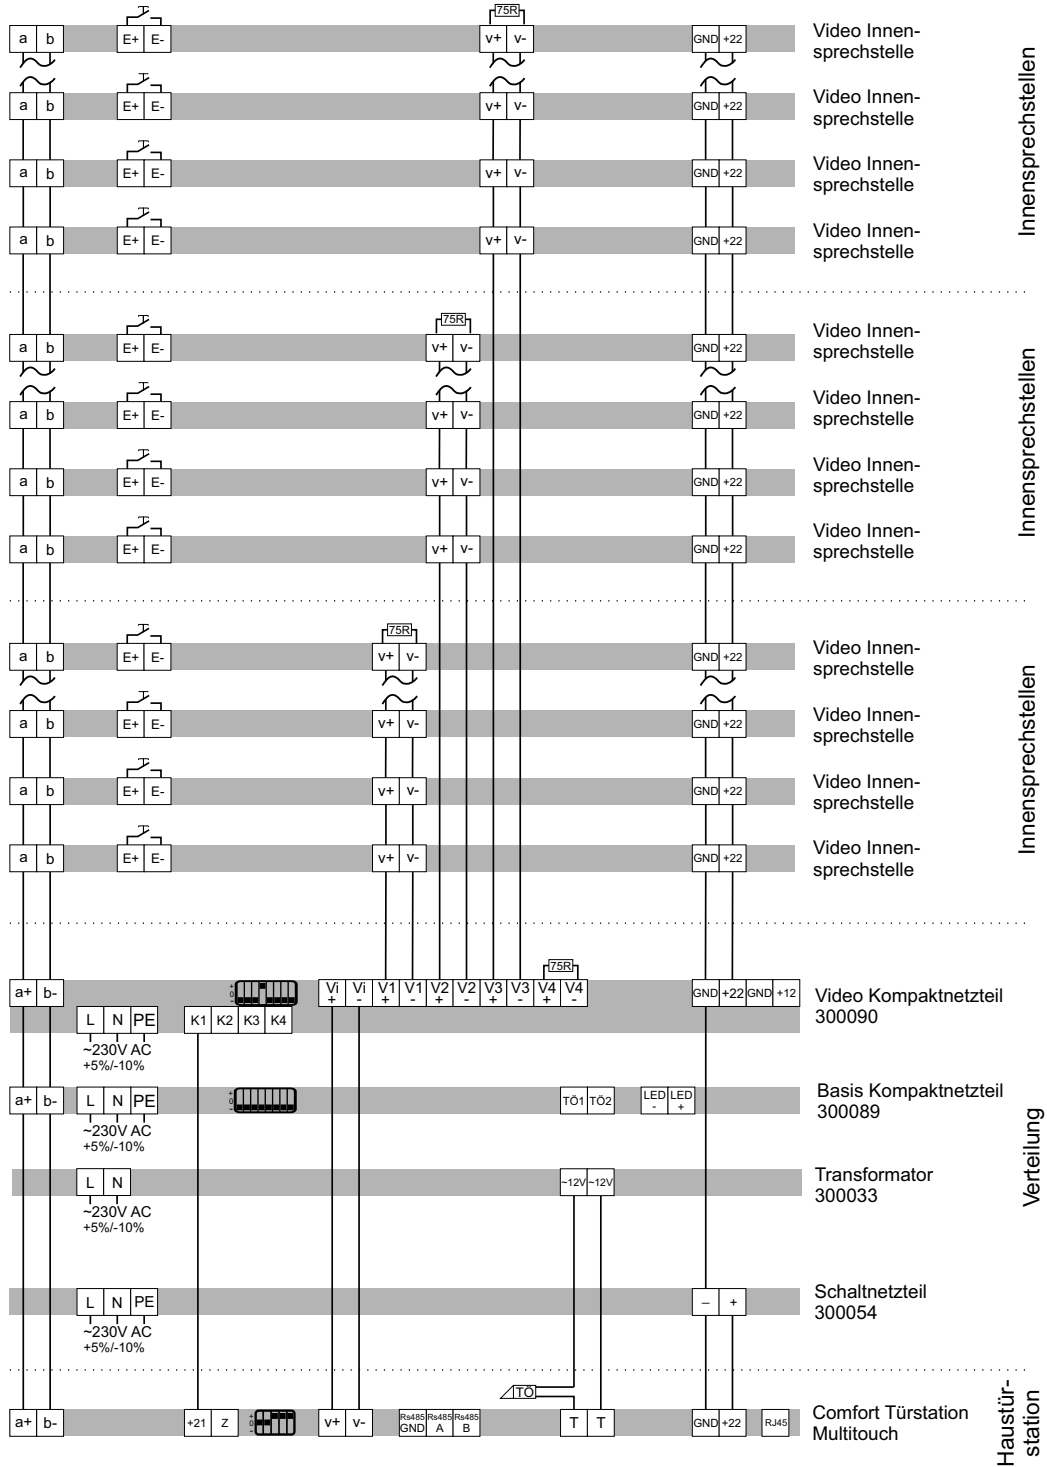 75R
a b E+ E- v+ v- GND +22 Video Innen-
sprechstelle
a b E+ E- v+ v- GND +22 Video Innen-
sprechstelle
a b E+ E- v+ v- GND +22 Video Innen-
sprechstelle
a b E+ E- v+ v- GND +22 Video Innen-
sprechstelle
Innensprechstellen
75R
a b E+ E- v+ v- GND +22 Video Innen-
sprechstelle
a b E+ E- v+ v- GND +22 Video Innen-
sprechstelle
a b E+ E- v+ v- GND +22 Video Innen-
sprechstelle
a b E+ E- v+ v- GND +22 Video Innen-
sprechstelle
Innensprechstellen
75R
a b E+ E- v+ v- GND +22 Video Innen-
sprechstelle
a b E+ E- v+ v- GND +22 Video Innen-
sprechstelle
a b E+ E- v+ v- GND +22 Video Innen-
sprechstelle
a b E+ E- v+ v- GND +22 Video Innen-
sprechstelle
Innensprechstellen
75R
a+ b- + 0 - Vi + Vi - V1 + V1 - V2 + V2 - V3 + V3 - V4 + V4 - GND +22 GND +12 Video Kompaktnetzteil
300090
L N PE K1 K2 K3 K4
~230V AC
+5%/-10%
a+ b- L N PE + 0 - TÖ1 TÖ2 LED - LED + Basis Kompaktnetzteil
300089
~230V AC
+5%/-10%
L N ~12V ~12V Transformator
300033
~230V AC
+5%/-10%
L N PE – + Schaltnetzteil
300054
~230V AC
+5%/-10%
Verteilung
TÖ
a+ b- +21 Z + 0 - v+ v- Rs485 GND Rs485 A Rs485 B T T GND +22 RJ45 Comfort Türstation
Multitouch
Haustür-
station